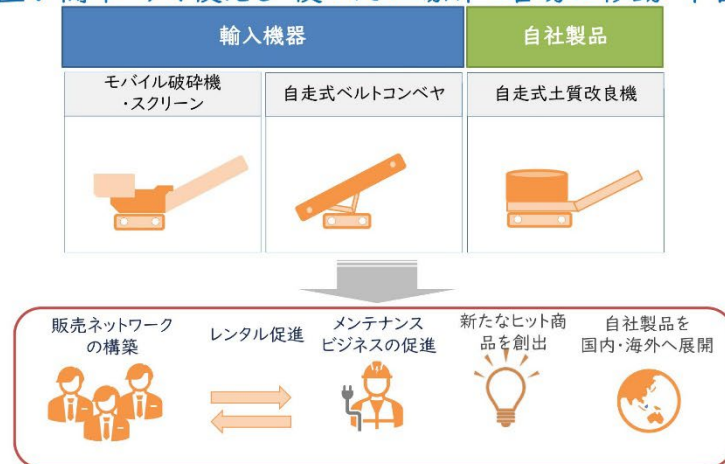 輸入機器
自社製品
モバイル破砕機
・スクリーン
自走式ベルトコンベヤ
自走式土質改良機
販売ネットワーク
の構築
レンタル促進
メンテナンス
ビジネスの促進
新たなヒット商
品を創出
自社製品を
国内・海外へ展開